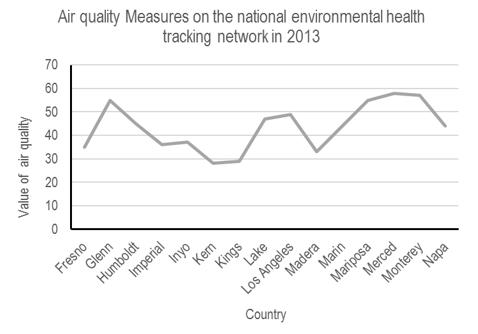 Air quality Measures on the national environmental health
tracking network in 2013
Value of air quality
70
60
50
40
30
20
10
0
Fresno
Glenn
Humboldt
Imperial
Inyo
Kern
Kings
Lake
Los Angeles
Madera
Marin
Mariposa
Merced
Monterey
Napa
Country